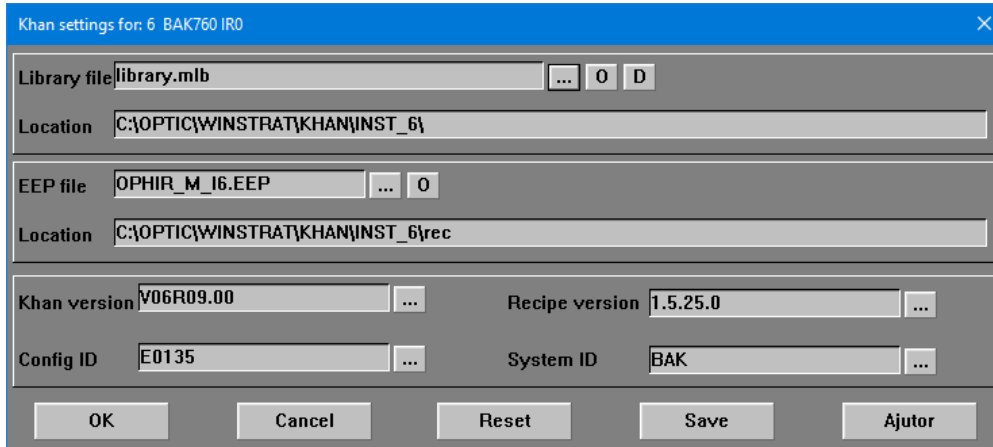 Khan settings for: 6 BAK760 IR0
Library file library.mlb ... O D
Location C:\OPTIC\WINSTRAT\KHAN\INST_6\
EEP file OPHIR_M_I6.EEP ... O
Location C:\OPTIC\WINSTRAT\KHAN\INST_6\rec
Khan version V06R09.00 ... Recipe version 1.5.25.0 ...
Config ID E0135 ... System ID BAK ...
OK Cancel Reset Save Ajutor